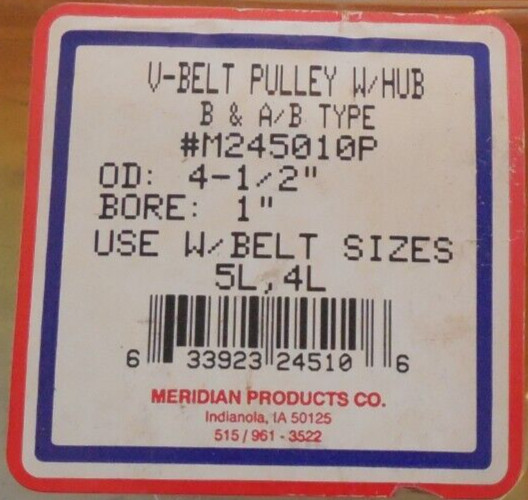 V-BELT PULLEY W/HUB
B & A/B TYPE
#M245010P
OD: 4-1/2"
BORE: 1"
USE W/BELT SIZES
5L,4L
6 33923 24510 6
MERIDIAN PRODUCTS CO.
Indianola, IA 50125
515 / 961 - 3522